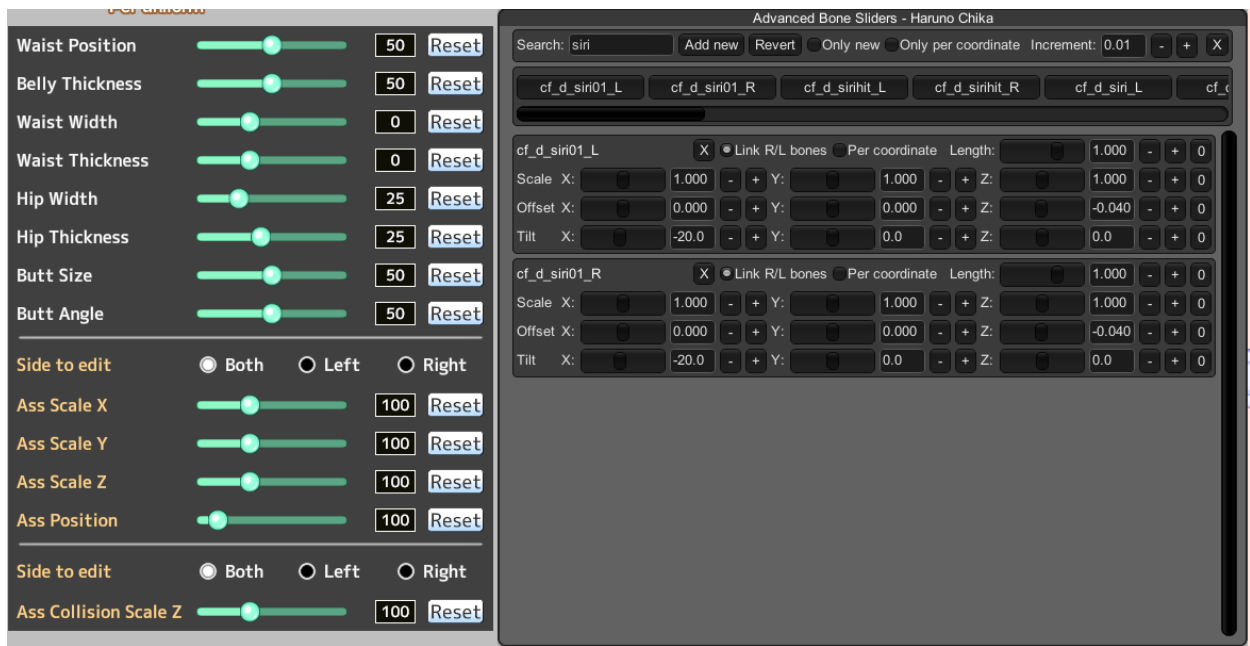 Per uniform
Waist Position 50 Reset
Belly Thickness 50 Reset
Waist Width 0 Reset
Waist Thickness 0 Reset
Hip Width 25 Reset
Hip Thickness 25 Reset
Butt Size 50 Reset
Butt Angle 50 Reset
Side to edit Both Left Right
Ass Scale X 100 Reset
Ass Scale Y 100 Reset
Ass Scale Z 100 Reset
Ass Position 100 Reset
Side to edit Both Left Right
Ass Collision Scale Z 100 Reset
Advanced Bone Sliders - Haruno Chika
Search: siri Add new Revert Only new Only per coordinate Increment: 0.01 - + X
cf_d_siri01_L cf_d_siri01_R cf_d_sirihit_L cf_d_sirihit_R cf_d_siri_L
cf_d_siri01_L X Link R/L bones Per coordinate Length: 1.000 - + 0
Scale X: 1.000 - + Y: 1.000 - + Z: 1.000 - + 0
Offset X: 0.000 - + Y: 0.000 - + Z: -0.040 - + 0
Tilt X: -20.0 - + Y: 0.0 - + Z: 0.0 - + 0
cf_d_siri01_R X Link R/L bones Per coordinate Length: 1.000 - + 0
Scale X: 1.000 - + Y: 1.000 - + Z: 1.000 - + 0
Offset X: 0.000 - + Y: 0.000 - + Z: -0.040 - + 0
Tilt X: -20.0 - + Y: 0.0 - + Z: 0.0 - + 0